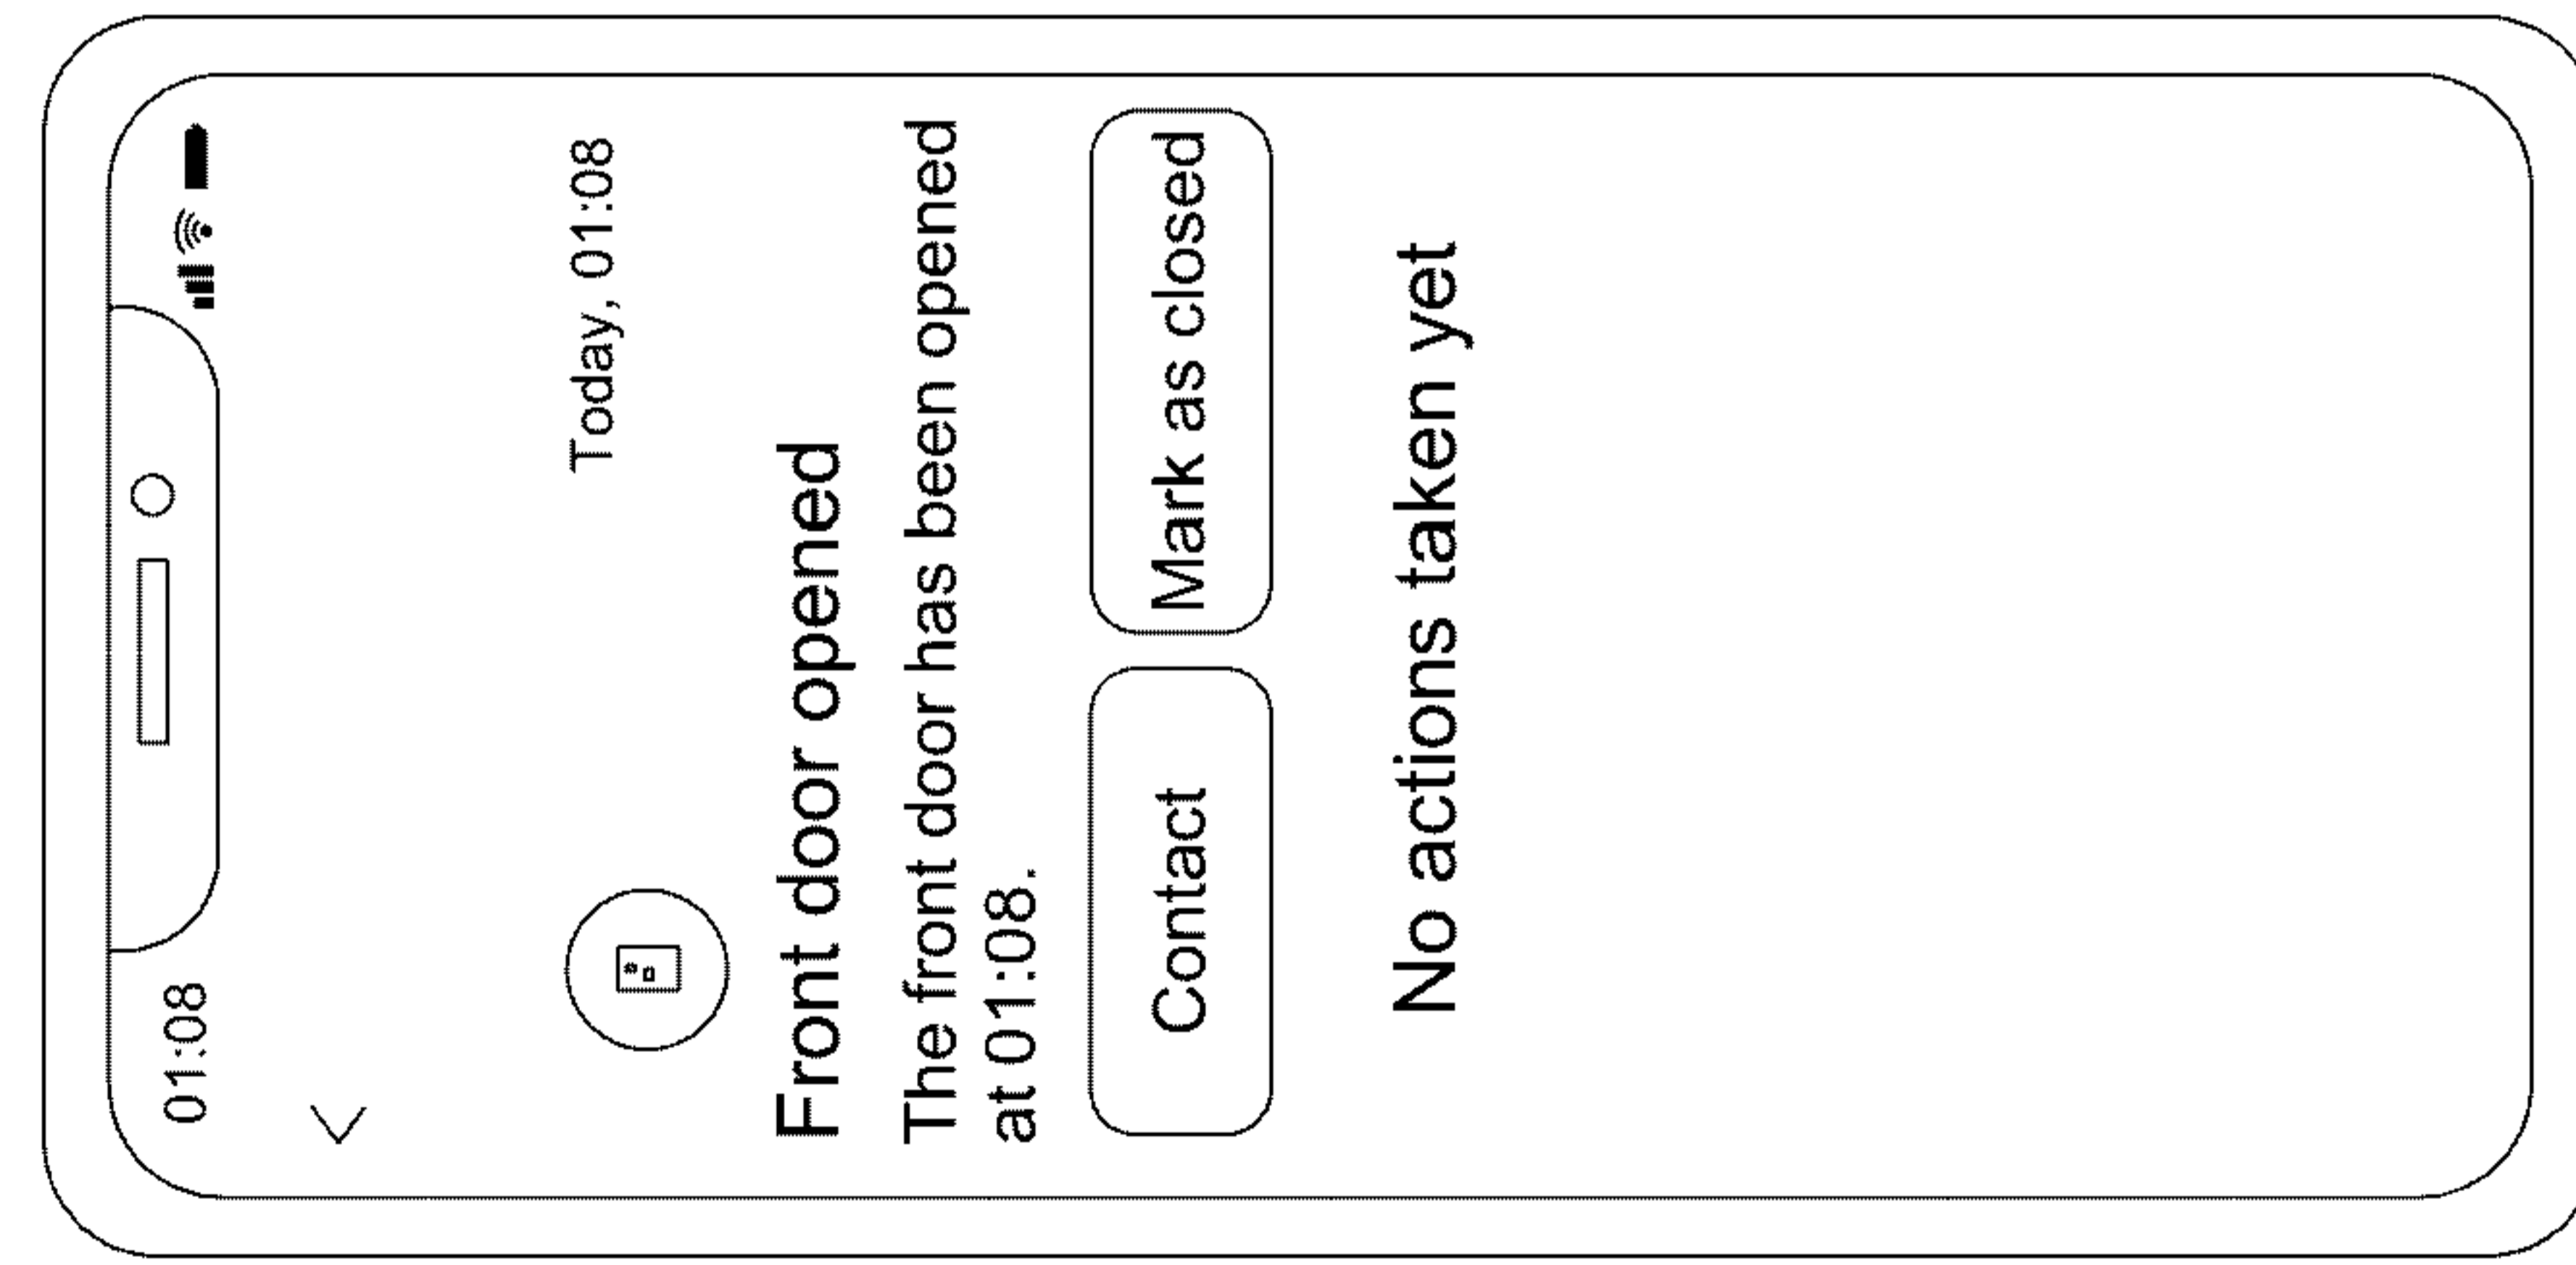 01:08
Today, 01:08
Front door opened
The front door has been opened
at 01:08.
Contact
Mark as closed
No actions taken yet